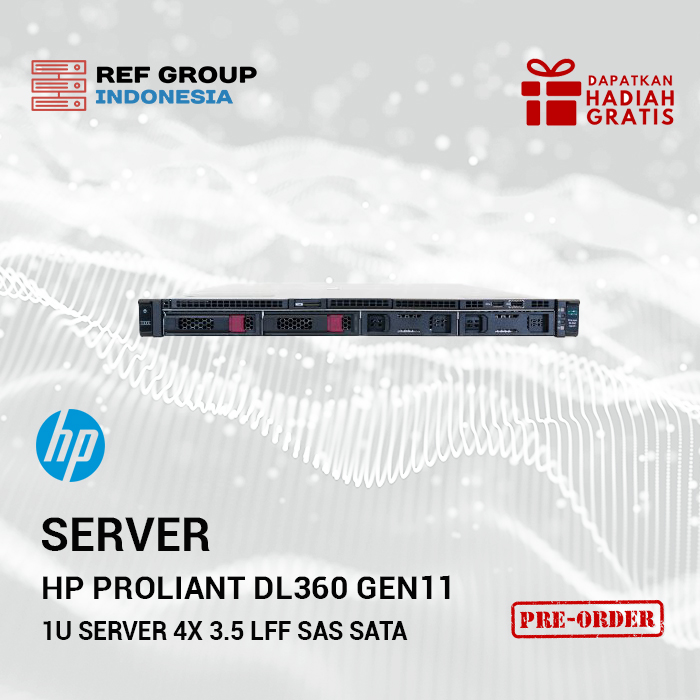 REF GROUP
INDONESIA
DAPATKAN
HADIAH
GRATIS
hp
SERVER
HP PROLIANT DL360 GEN11
1U SERVER 4X 3.5 LFF SAS SATA
PRE-ORDER